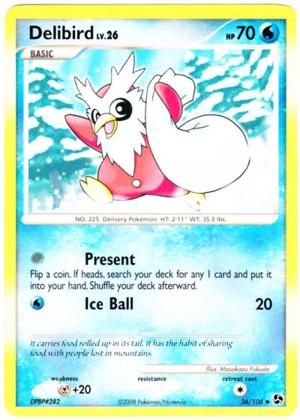 Delibird LV.26 HP 70
BASIC
NO. 225 Delivery Pokémon HT: 2'11" WT: 35.3 lbs.
Present
Flip a coin. If heads, search your deck for any 1 card and put it
into your hand. Shuffle your deck afterward.
Ice Ball 20
It carries food rolled up in its tail. It has the habit of sharing
food with people lost in mountains.
Illus. Masakazu Fukuda
weakness resistance retreat cost
+20
DPBP#282 ©2008 Pokémon/Nintendo 36/106